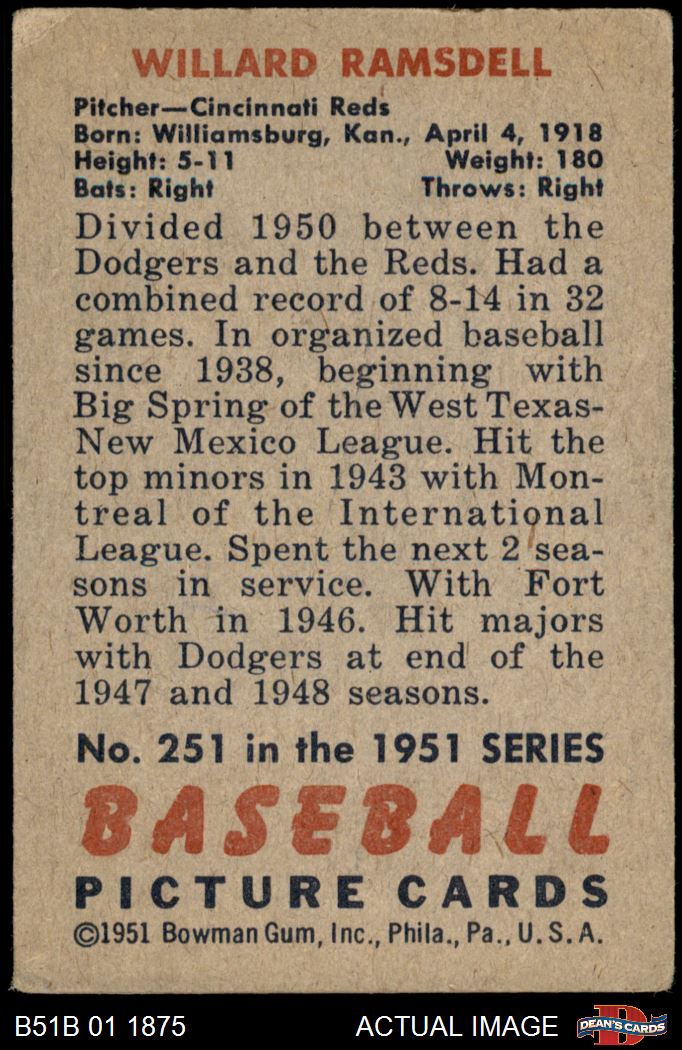 WILLARD RAMSDELL
Pitcher—Cincinnati Reds
Born: Williamsburg, Kan., April 4, 1918
Height: 5-11 Weight: 180
Bats: Right Throws: Right
Divided 1950 between the
Dodgers and the Reds. Had a
combined record of 8-14 in 32
games. In organized baseball
since 1938, beginning with
Big Spring of the West Texas-
New Mexico League. Hit the
top minors in 1943 with Mon-
treal of the International
League. Spent the next 2 sea-
sons in service. With Fort
Worth in 1946. Hit majors
with Dodgers at end of the
1947 and 1948 seasons.
No. 251 in the 1951 SERIES
BASEBALL
PICTURE CARDS
©1951 Bowman Gum, Inc., Phila., Pa., U.S.A.
B51B 01 1875 ACTUAL IMAGE
D
DEAN'S CARDS